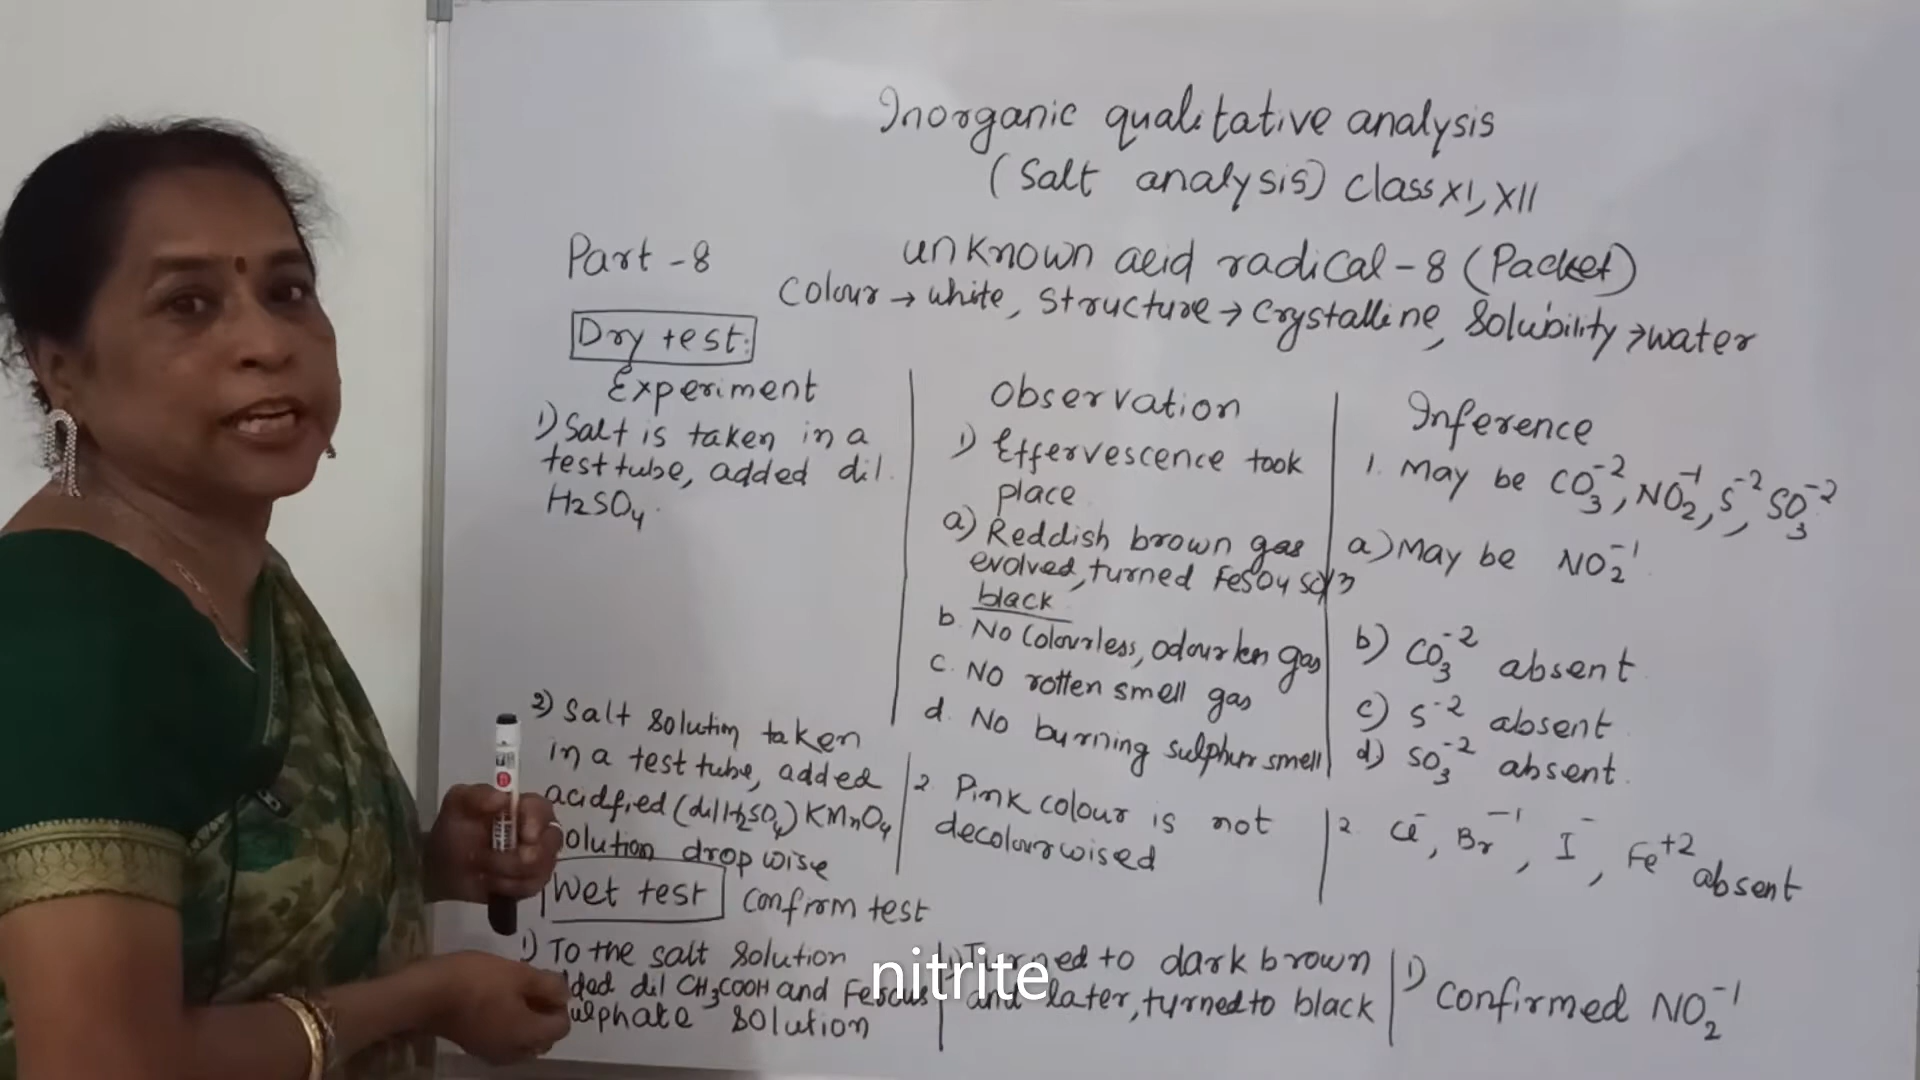 Inorganic qualitative analysis
(Salt analysis) class XI, XII
Part - 8
unknown acid radical - 8 (Packet)
Colour → white, Structure → Crystalline, Solubility → water
Dry test:
Experiment
1) Salt is taken in a
test tube, added dil.
H2SO4.
2) Salt solution taken
in a test tube, added
acidfied (dil H2SO4) KMnO4
solution dropwise
Observation
1) Effervescence took
place
a) Reddish brown gas
evolved, turned FeSO4 sol/n
black
b. No Colourless, odourless gas
c. No rotten smell gas
d. No burning sulphur smell
2. Pink colour is not
decolourwised
Inference
1. May be CO3-2, NO2-1, S-2, SO3-2
a) May be NO2-1
b) CO3-2 absent
c) S-2 absent
d) SO3-2 absent.
2. Cl-, Br-1, I-, Fe+2 absent
Wet test confirm test
1) To the salt solution
dded dil CH3COOH and
ulphate solution
1) Turned to dark brown
and later, turned to black
1) Confirmed NO2-1
nitrite